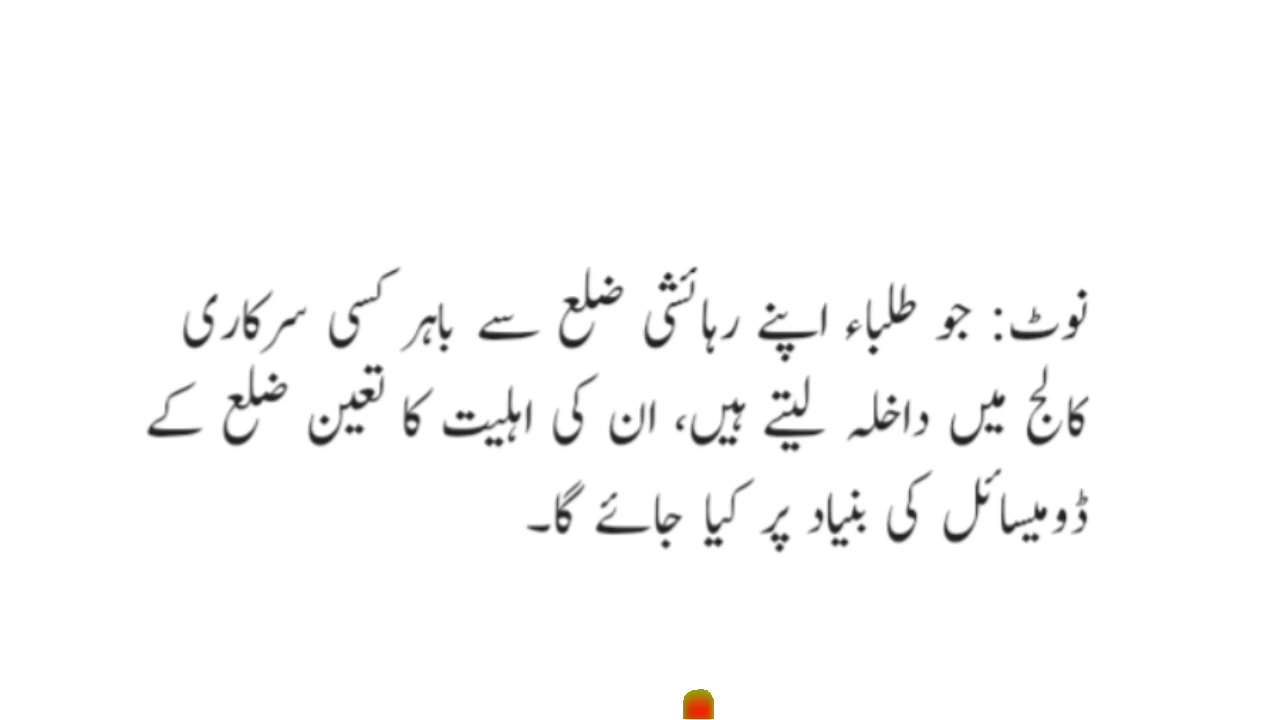 نوٹ: جو طلباء اپنے رہائشی ضلع سے باہر کسی سرکاری
کالج میں داخلہ لیتے ہیں، ان کی اہلیت کا تعین ضلع کے
ڈومیسائل کی بنیاد پر کیا جائے گا۔